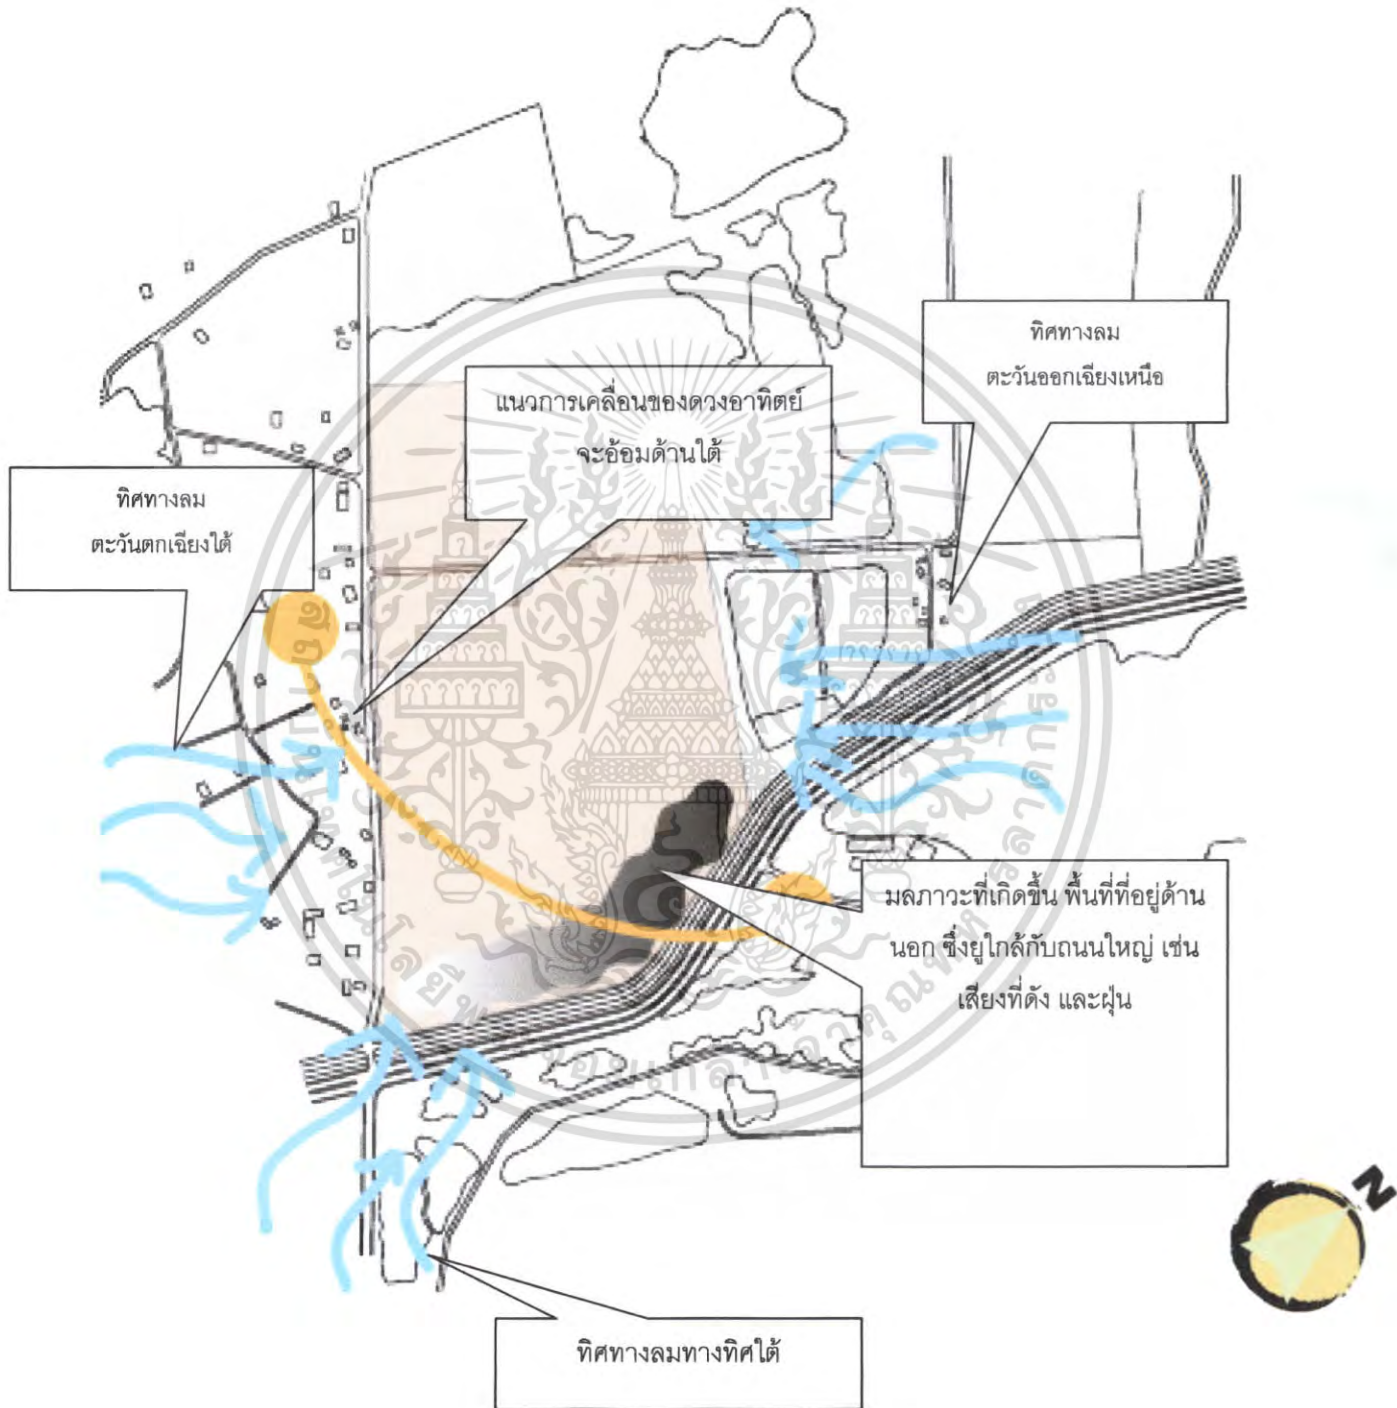 ทิศทางลม
ตะวันออกเฉียงเหนือ
แนวการเคลื่อนของดวงอาทิตย์
จะอ้อมด้านใต้
ทิศทางลม
ตะวันตกเฉียงใต้
มลภาวะที่เกิดขึ้น พื้นที่ที่อยู่ด้าน
นอก ซึ่งยูใกล้กับถนนใหญ่ เช่น
เสียงที่ดัง และฝุ่น
N
ทิศทางลมทางทิศใต้